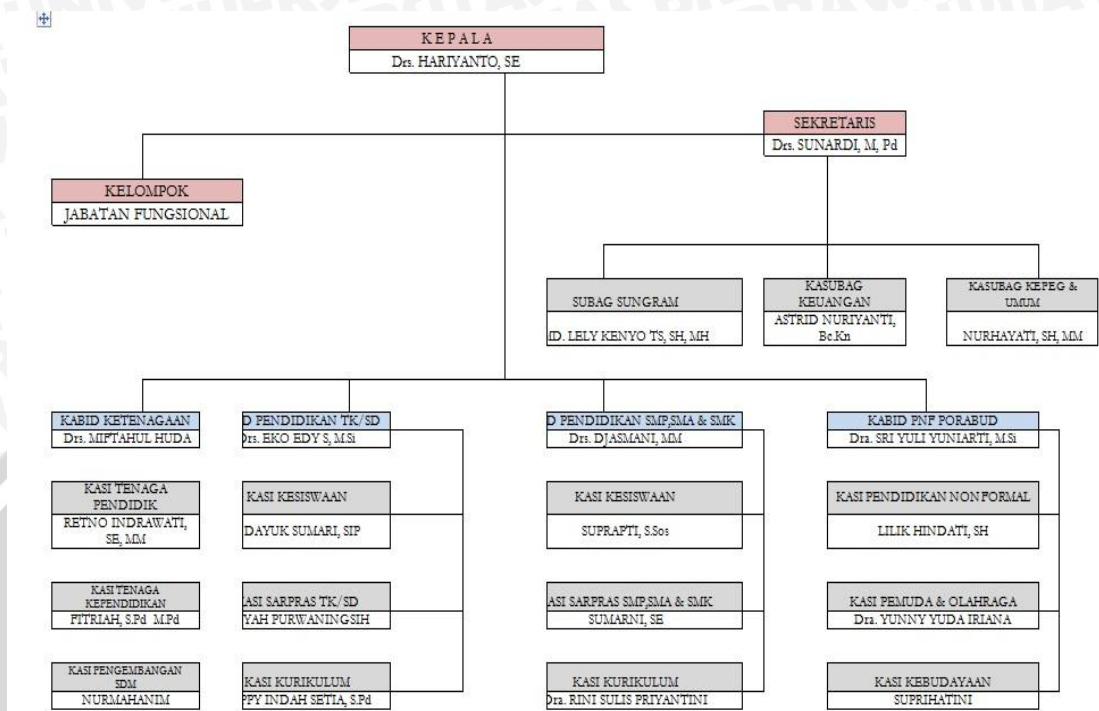 KEPALA
Drs. HARIYANTO, SE
SEKRETARIS
Drs. SUNARDI, M, Pd
KELOMPOK
JABATAN FUNGSIONAL
SUBAG SUNGRAM
ID. LELY KENYO TS, SH, MH
KASUBAG
KEUANGAN
ASTRID NURIYANTI,
Bc.Kn
KASUBAG KEPEG &
UMUM
NURHAYATI, SH, MM
KABID KETENAGAAN
Drs. MIFTAHUL HUDA
D PENDIDIKAN TK/SD
Drs. EKO EDY S, M.Si
D PENDIDIKAN SMP,SMA & SMK
Drs. DJASMANI, MM
KABID PNF PORABUD
Dra. SRI YULI YUNIARTI, M.Si
KASI TENAGA
PENDIDIK
RETNO INDRAWATI,
SE, MM
KASI KESISWAAN
DAYUK SUMARI, SIP
KASI KESISWAAN
SUPRAPTI, S.Sos
KASI PENDIDIKAN NON FORMAL
LILIK HINDATI, SH
KASI TENAGA
KEPENDIDIKAN
FITRIAH, S.Pd M.Pd
KASI SARPRAS TK/SD
YAH PURWANINGSIH
ASI SARPRAS SMP,SMA & SMK
SUMARNI, SE
KASI PEMUDA & OLAHRAGA
Dra. YUNNY YUDA IRIANA
KASI PENGEMBANGAN
SDM
NURMAHANIM
KASI KURIKULUM
PPY INDAH SETIA, S.Pd
KASI KURIKULUM
Dra. RINI SULIS PRIYANTINI
KASI KEBUDAYAAN
SUPRIHATINI